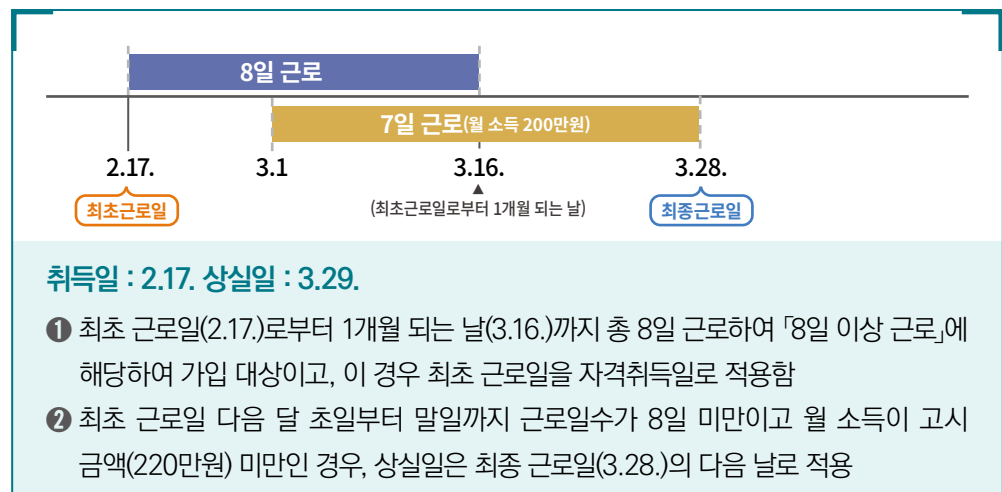 8일 근로
7일 근로(월 소득 200만원)
2.17.
3.1
3.16.
3.28.
최초근로일
▲
(최초근로일로부터 1개월 되는 날)
최종근로일
취득일 : 2.17. 상실일 : 3.29.
❶ 최초 근로일(2.17.)로부터 1개월 되는 날(3.16.)까지 총 8일 근로하여 「8일 이상 근로」에
해당하여 가입 대상이고, 이 경우 최초 근로일을 자격취득일로 적용함
❷ 최초 근로일 다음 달 초일부터 말일까지 근로일수가 8일 미만이고 월 소득이 고시
금액(220만원) 미만인 경우, 상실일은 최종 근로일(3.28.)의 다음 날로 적용